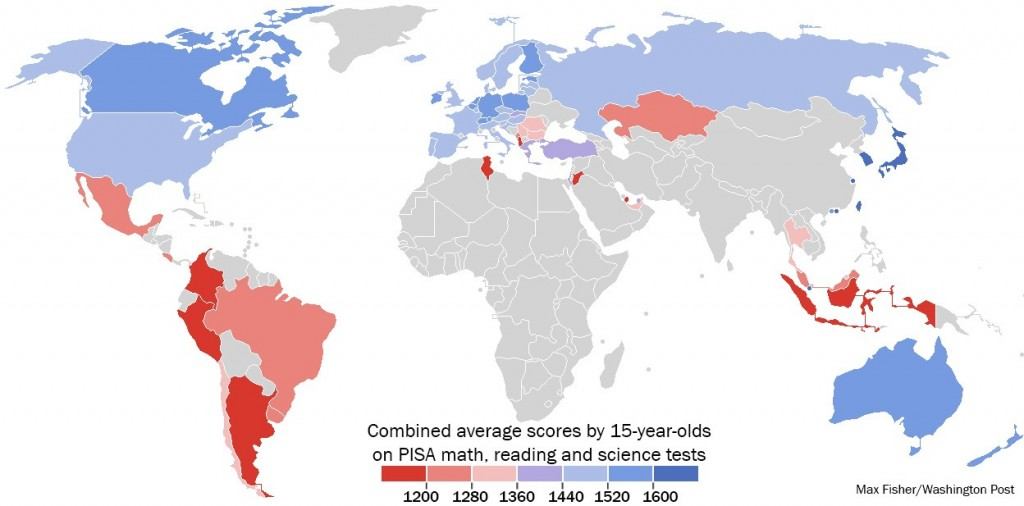 Combined average scores by 15-year-olds
on PISA math, reading and science tests
1200 1280 1360 1440 1520 1600
Max Fisher/Washington Post